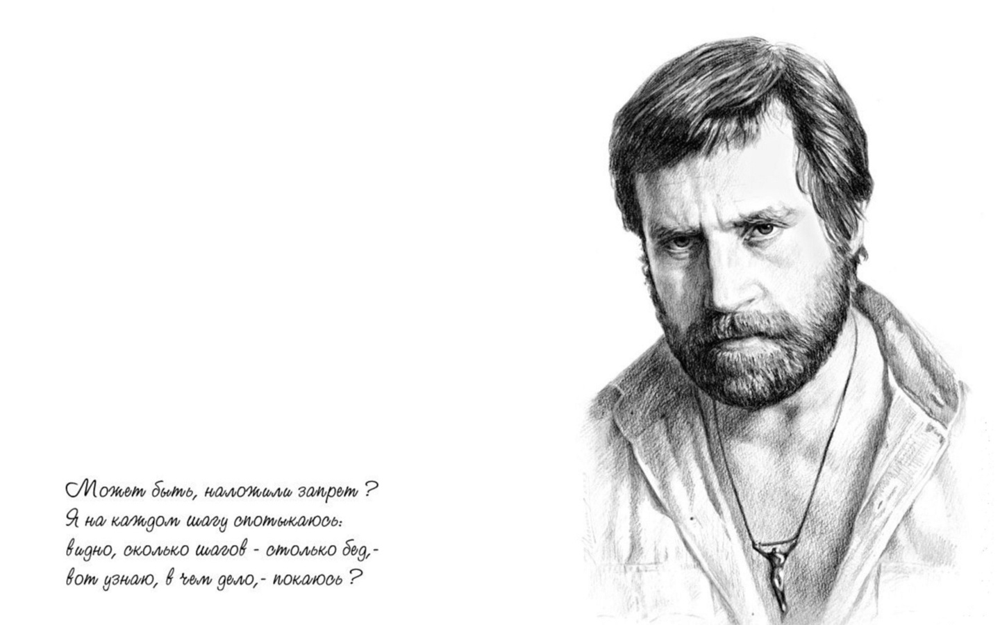 Может быть, наложили запрет ?
Я на каждом шагу спотыкаюсь:
видно, сколько шагов - столько бед,-
вот узнаю, в чем дело,- покаюсь ?